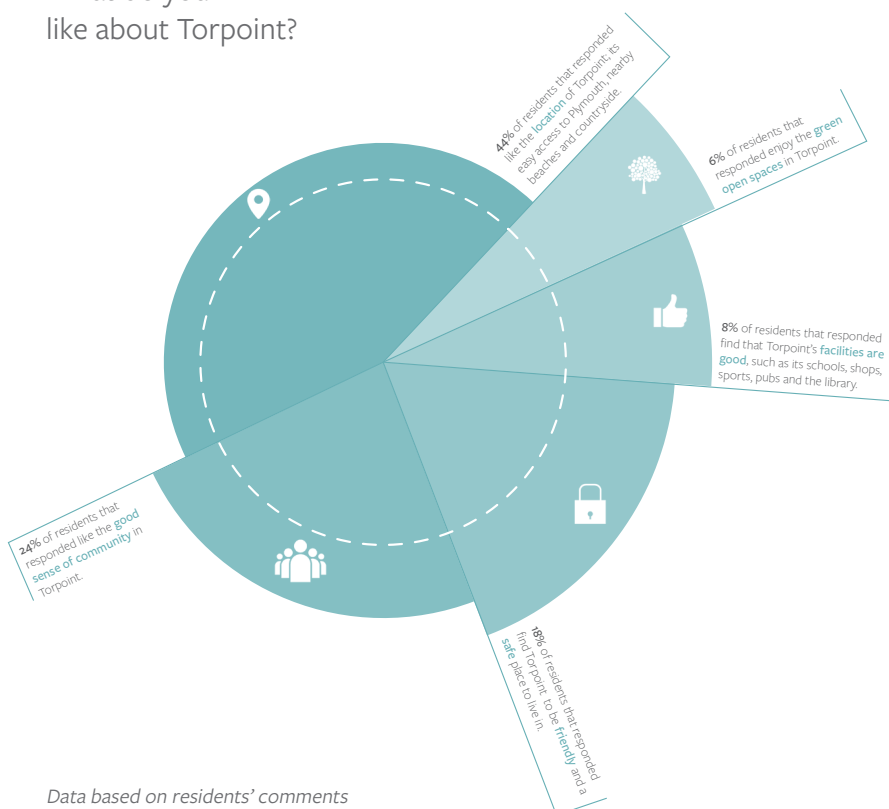 like about Torpoint?
44% of residents that responded
like the location of Torpoint; its
easy access to Plymouth, nearby
beaches and countryside.
6% of residents that
responded enjoy the green
open spaces in Torpoint.
8% of residents that responded
find that Torpoint's facilities are
good, such as its schools, shops,
sports, pubs and the library.
18% of residents that responded
find Torpoint to be friendly and a
safe place to live in.
24% of residents that
responded like the good
sense of community in
Torpoint.
Data based on residents' comments